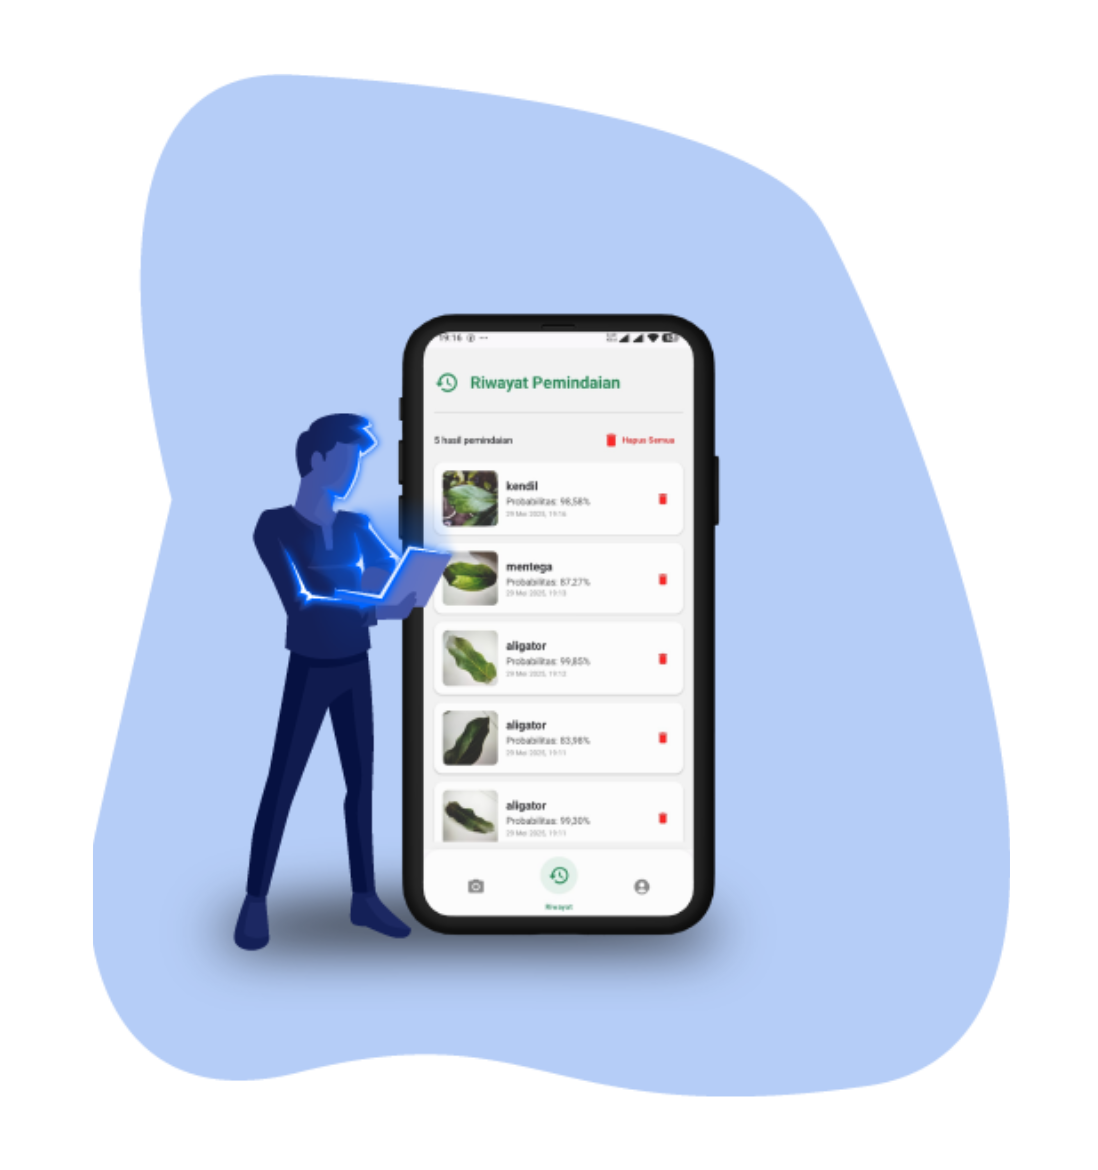 19:16
Riwayat Pemindaian
5 hasil pemindaian
Hapus Semua
kendil
Probabilitas: 98,58%
29 Mei 2025, 19:16
mentega
Probabilitas: 87,27%
29 Mei 2025, 19:13
aligator
Probabilitas: 99,85%
29 Mei 2025, 19:12
aligator
Probabilitas: 83,98%
29 Mei 2025, 19:11
aligator
Probabilitas: 99,30%
29 Mei 2025, 19:11
Riwayat